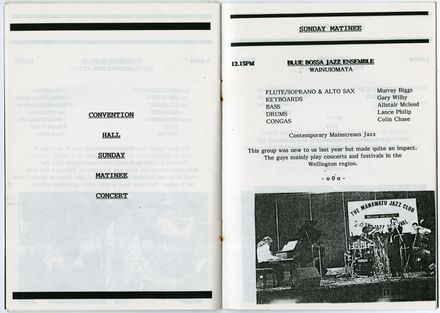 CONVENTION
HALL
SUNDAY
MATINEE
CONCERT
SUNDAY MATINEE
12.15PM BLUE BOSSA JAZZ ENSEMBLE
WAINUIOMATA
FLUTE/SOPRANO & ALTO SAX Murray Biggs
KEYBOARDS Gary Wilby
BASS Alistair Mcleod
DRUMS Lance Philip
CONGAS Colin Chase
Contemporary Mainstream Jazz
This group was new to us last year but made quite an impact.
The guys mainly play concerts and festivals in the
Wellington region.
-oOo-
THE MANAWATU JAZZ CLUB
JAZZ FESTIVAL